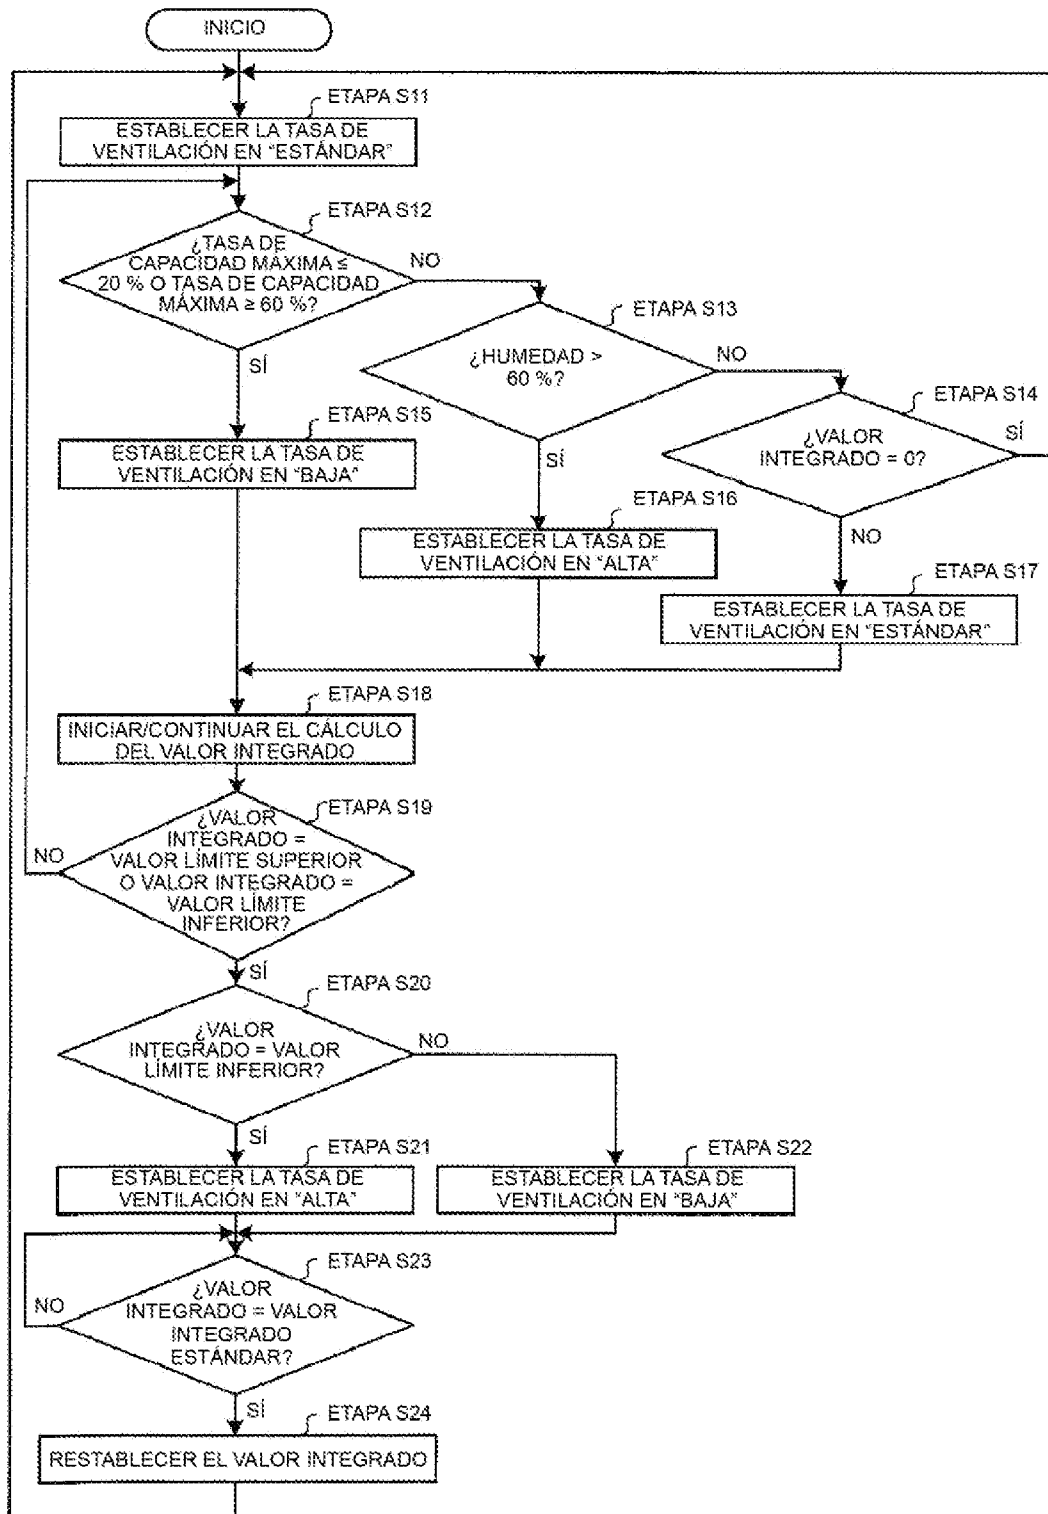 INICIO
ETAPA S11
ESTABLECER LA TASA DE
VENTILACIÓN EN "ESTÁNDAR"
ETAPA S12
¿TASA DE
CAPACIDAD MÁXIMA ≤
20 % O TASA DE CAPACIDAD
MÁXIMA ≥ 60 %?
NO
SÍ
ETAPA S13
¿HUMEDAD >
60 %?
NO
SÍ
ETAPA S14
¿VALOR
INTEGRADO = 0?
SÍ
NO
ETAPA S15
ESTABLECER LA TASA DE
VENTILACIÓN EN "BAJA"
ETAPA S16
ESTABLECER LA TASA DE
VENTILACIÓN EN "ALTA"
ETAPA S17
ESTABLECER LA TASA DE
VENTILACIÓN EN "ESTÁNDAR"
ETAPA S18
INICIAR/CONTINUAR EL CÁLCULO
DEL VALOR INTEGRADO
ETAPA S19
¿VALOR
INTEGRADO =
VALOR LÍMITE SUPERIOR
O VALOR INTEGRADO =
VALOR LÍMITE
INFERIOR?
NO
SÍ
ETAPA S20
¿VALOR
INTEGRADO = VALOR
LÍMITE INFERIOR?
NO
SÍ
ETAPA S21
ESTABLECER LA TASA DE
VENTILACIÓN EN "ALTA"
ETAPA S22
ESTABLECER LA TASA DE
VENTILACIÓN EN "BAJA"
ETAPA S23
¿VALOR
INTEGRADO = VALOR
INTEGRADO
ESTÁNDAR?
NO
SÍ
ETAPA S24
RESTABLECER EL VALOR INTEGRADO